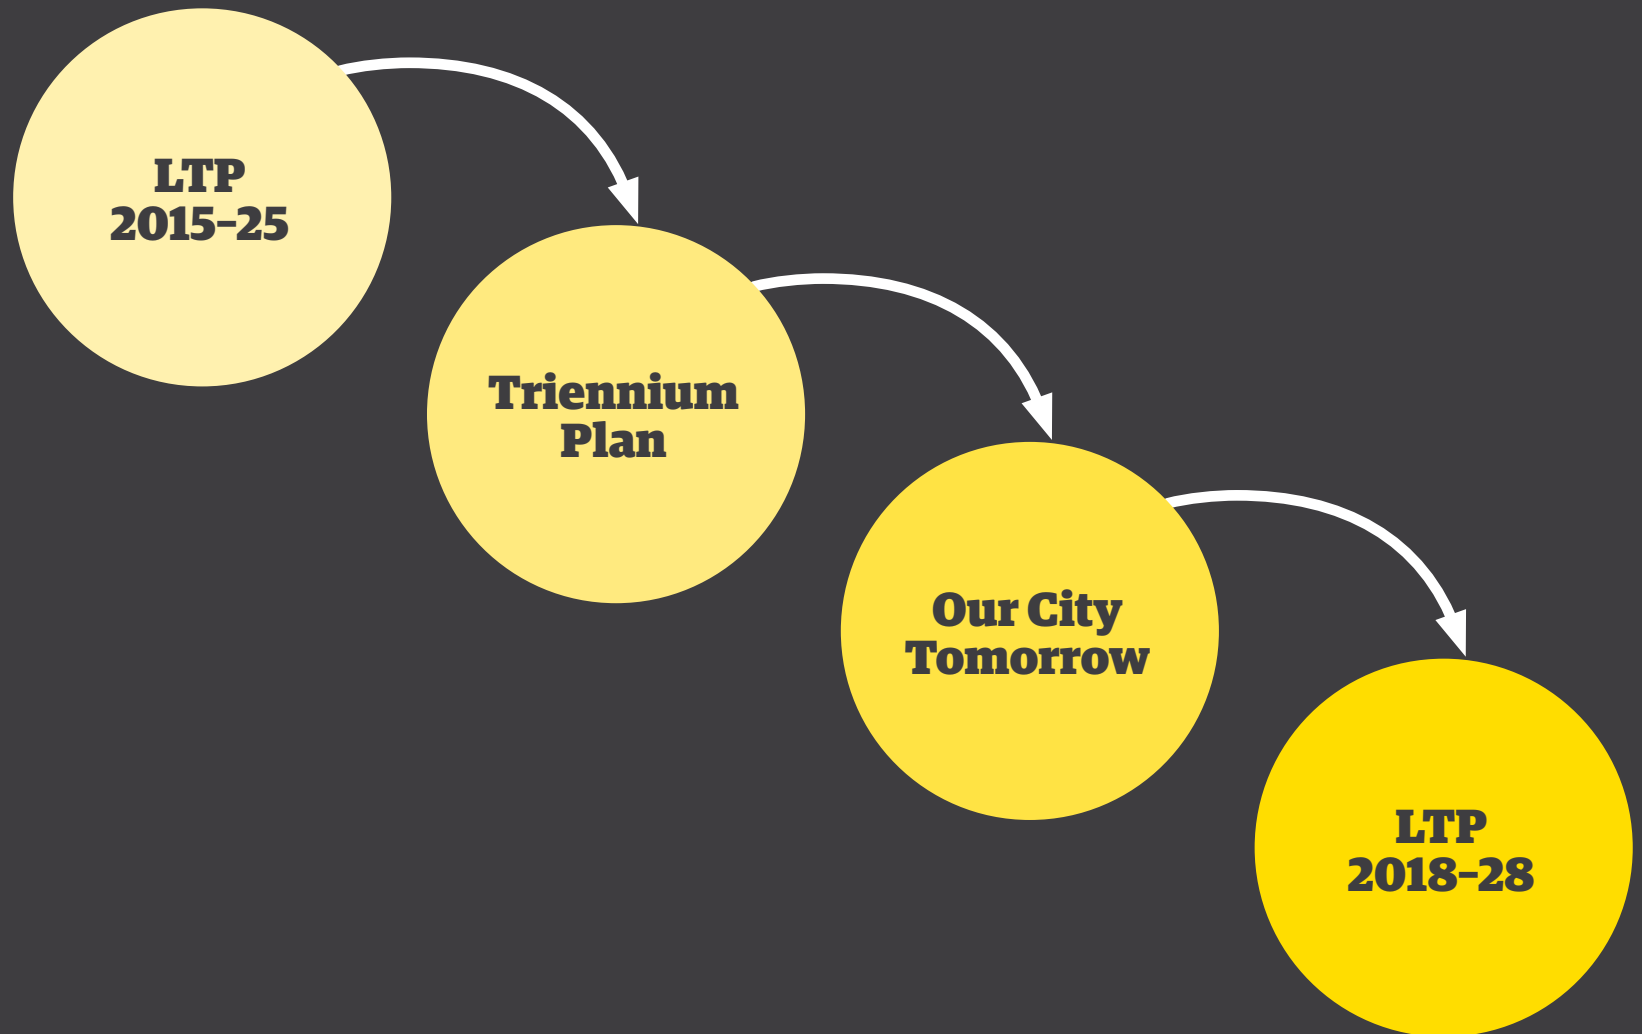 LTP
2015–25
Triennium
Plan
Our City
Tomorrow
LTP
2018–28